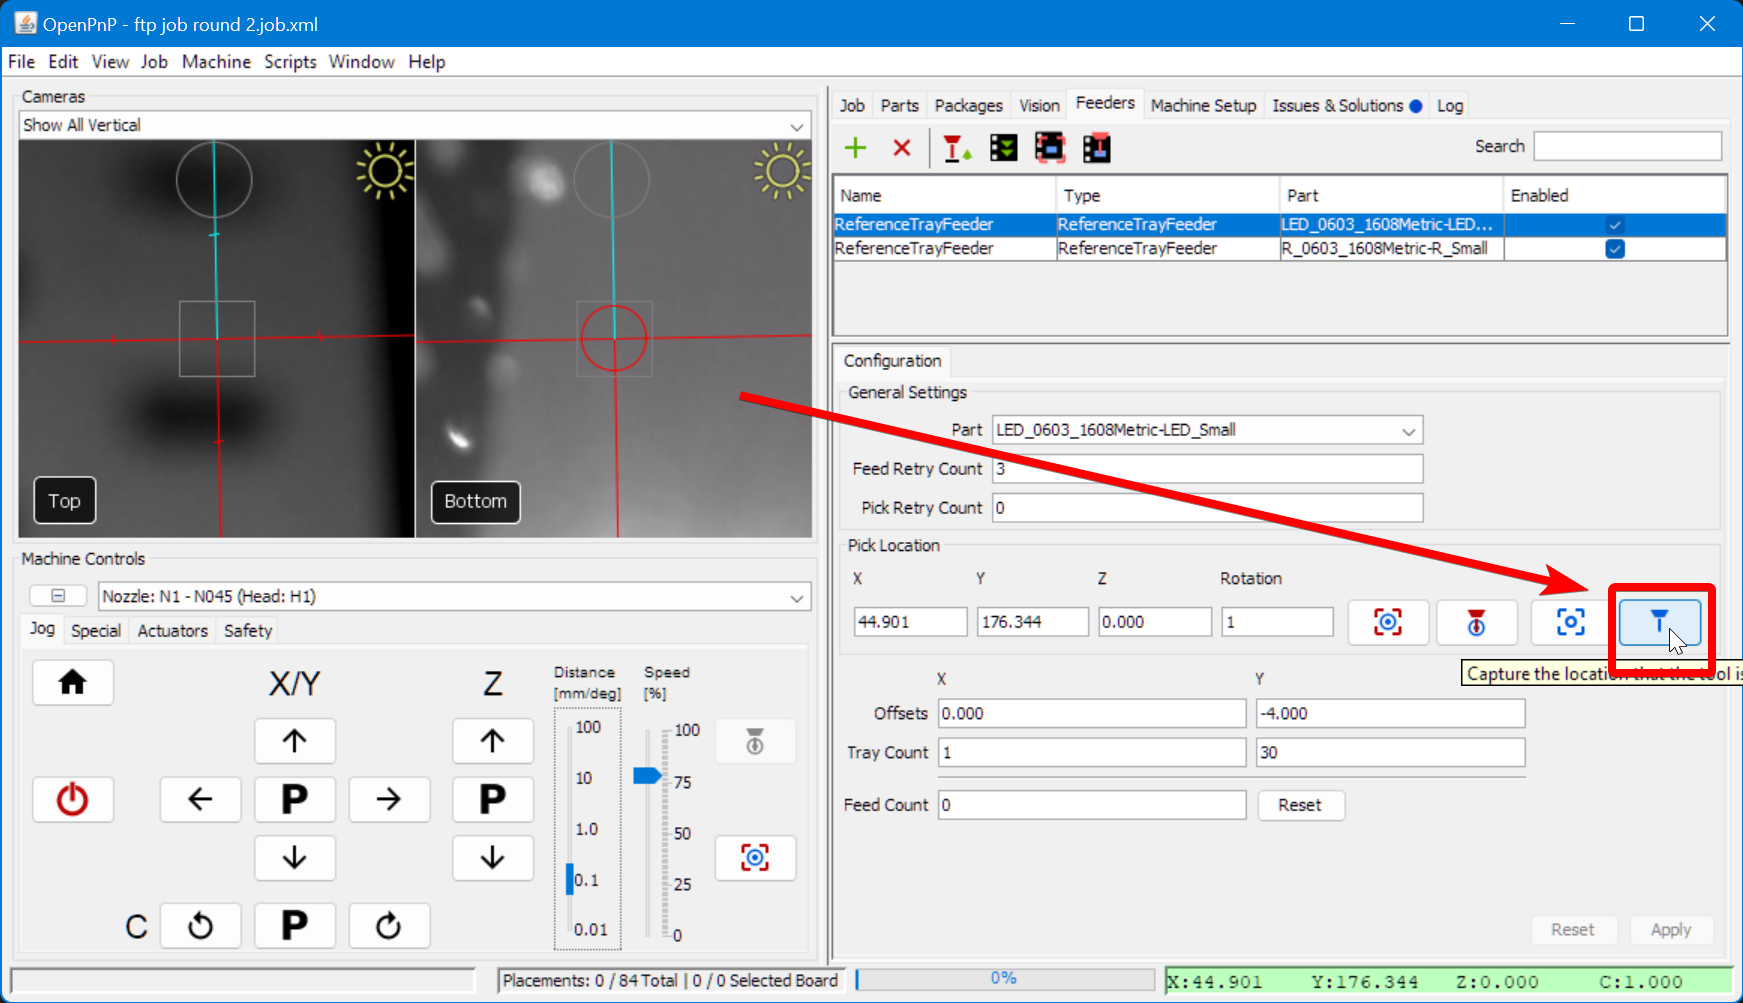 OpenPnP - ftp job round 2.job.xml
File Edit View Job Machine Scripts Window Help
Cameras
Show All Vertical
Top
Bottom
Machine Controls
Nozzle: N1 - N045 (Head: H1)
Jog Special Actuators Safety
X/Y
Z
Distance
[mm/deg]
Speed
[%]
100
10
1.0
0.1
0.01
100
75
50
25
0
P
P
C
P
Job Parts Packages Vision Feeders Machine Setup Issues & Solutions Log
Search
Name Type Part Enabled
ReferenceTrayFeeder ReferenceTrayFeeder LED_0603_1608Metric-LED...
ReferenceTrayFeeder ReferenceTrayFeeder R_0603_1608Metric-R_Small
Configuration
General Settings
Part LED_0603_1608Metric-LED_Small
Feed Retry Count 3
Pick Retry Count 0
Pick Location
X Y Z Rotation
44.901 176.344 0.000 1
Capture the location that the tool is
X Y
Offsets 0.000 -4.000
Tray Count 1 30
Feed Count 0 Reset
Reset Apply
Placements: 0 / 84 Total | 0 / 0 Selected Board
0%
X:44.901 Y:176.344 Z:0.000 C:1.000